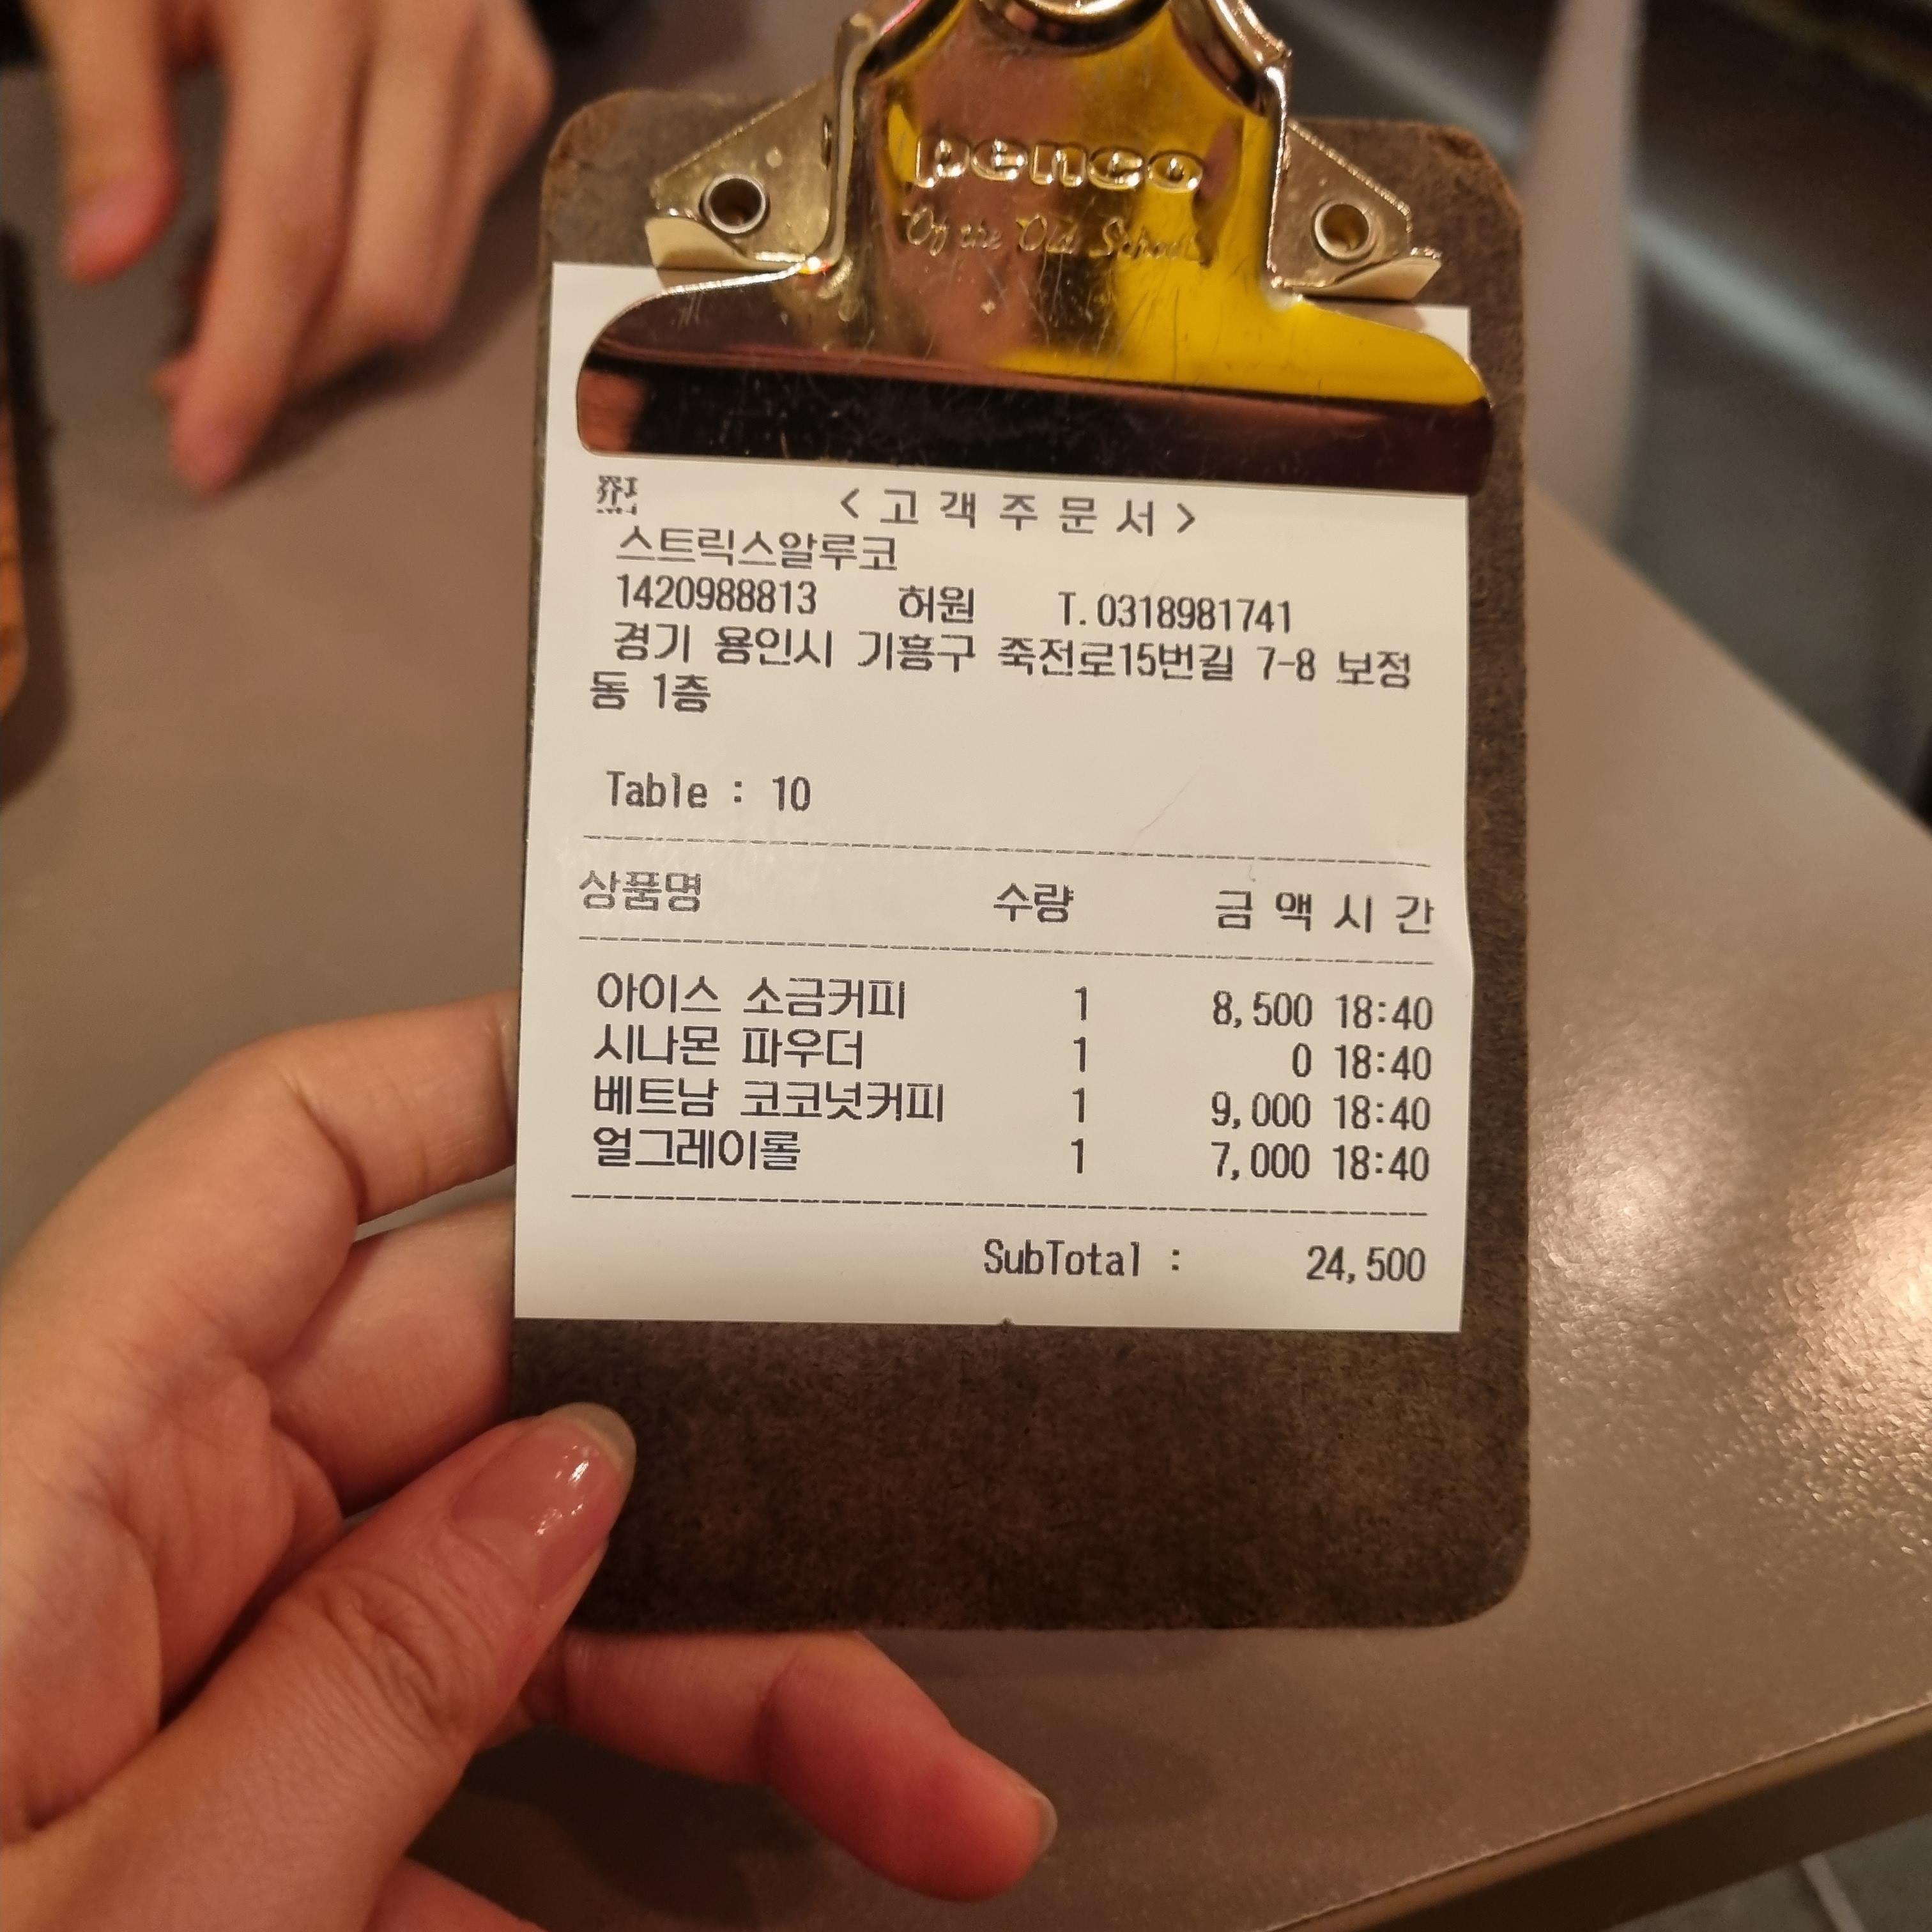 penco
Of the Old School
<고객주문서>
스트릭스알루코
1420988813 허원 T.0318981741
경기 용인시 기흥구 죽전로15번길 7-8 보정
동 1층
Table : 10
상품명 수량 금액 시간
아이스 소금커피 1 8,500 18:40
시나몬 파우더 1 0 18:40
베트남 코코넛커피 1 9,000 18:40
얼그레이롤 1 7,000 18:40
SubTotal : 24,500